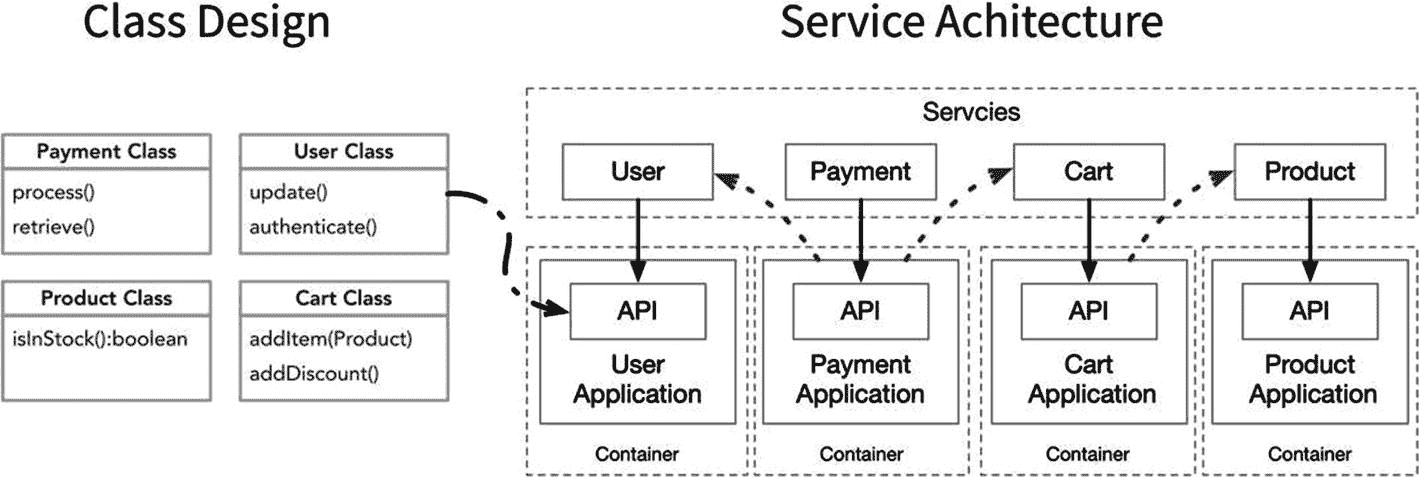 Class Design
Service Achitecture
Payment Class
process()
retrieve()
User Class
update()
authenticate()
Product Class
isInStock():boolean
Cart Class
addItem(Product)
addDiscount()
Servcies
User
Payment
Cart
Product
API
User
Application
Container
API
Payment
Application
Container
API
Cart
Application
Container
API
Product
Application
Container